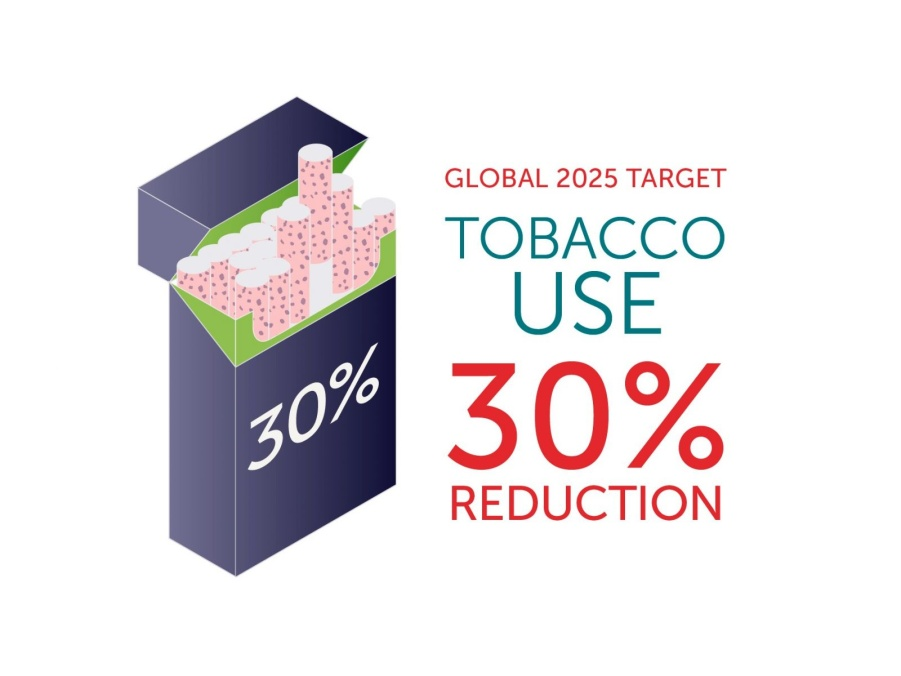 30%
GLOBAL 2025 TARGET
TOBACCO
USE
30%
REDUCTION